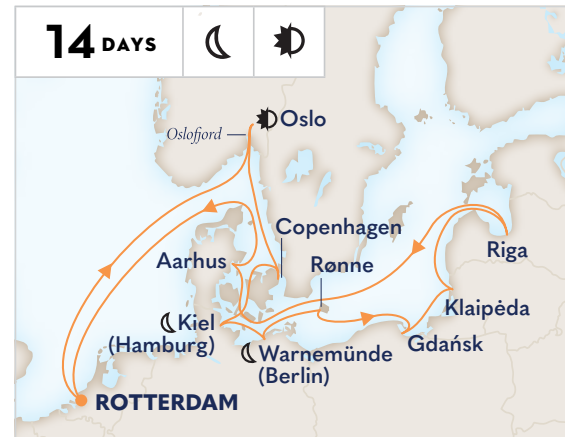 14 DAYS
Oslo
Oslofjord
Copenhagen
Aarhus
Rønne
Riga
Klaipėda
Kiel
(Hamburg)
Gdańsk
Warnemünde
(Berlin)
ROTTERDAM